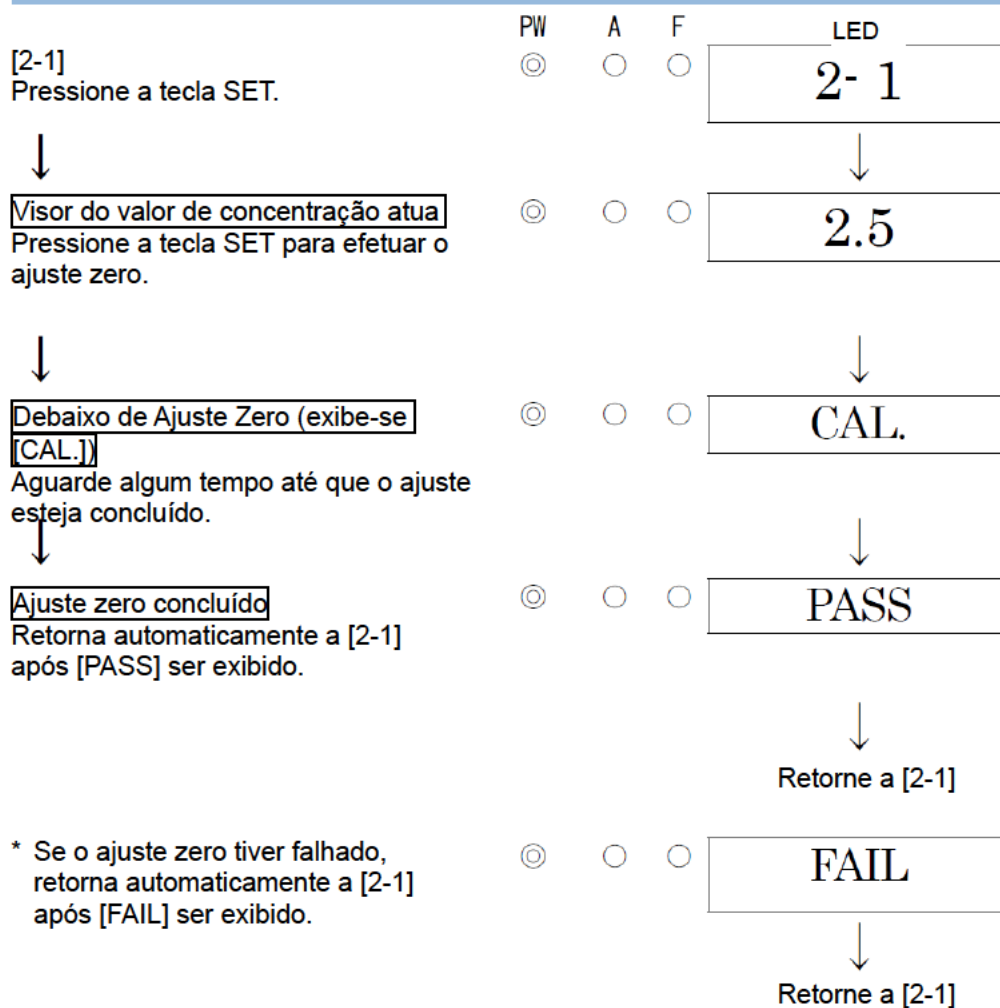 PW A F LED
[2-1]
Pressione a tecla SET.
2- 1
Visor do valor de concentração atua
Pressione a tecla SET para efetuar o
ajuste zero.
2.5
Debaixo de Ajuste Zero (exibe-se
[CAL.])
Aguarde algum tempo até que o ajuste
esteja concluído.
CAL.
Ajuste zero concluído
Retorna automaticamente a [2-1]
após [PASS] ser exibido.
PASS
Retorne a [2-1]
* Se o ajuste zero tiver falhado,
retorna automaticamente a [2-1]
após [FAIL] ser exibido.
FAIL
Retorne a [2-1]